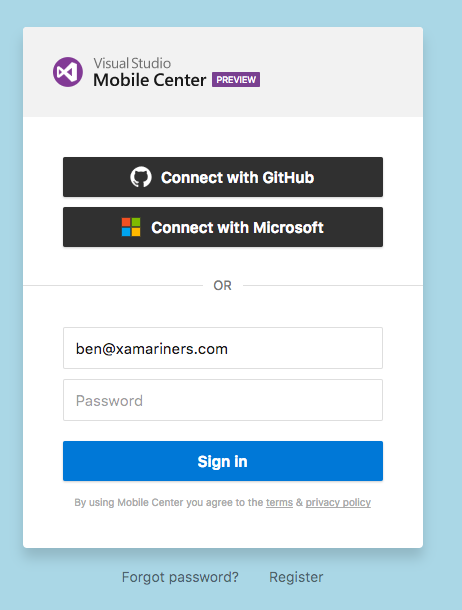 Visual Studio
Mobile Center PREVIEW
Connect with GitHub
Connect with Microsoft
OR
ben@xamariners.com
Password
Sign in
By using Mobile Center you agree to the terms & privacy policy
Forgot password? Register